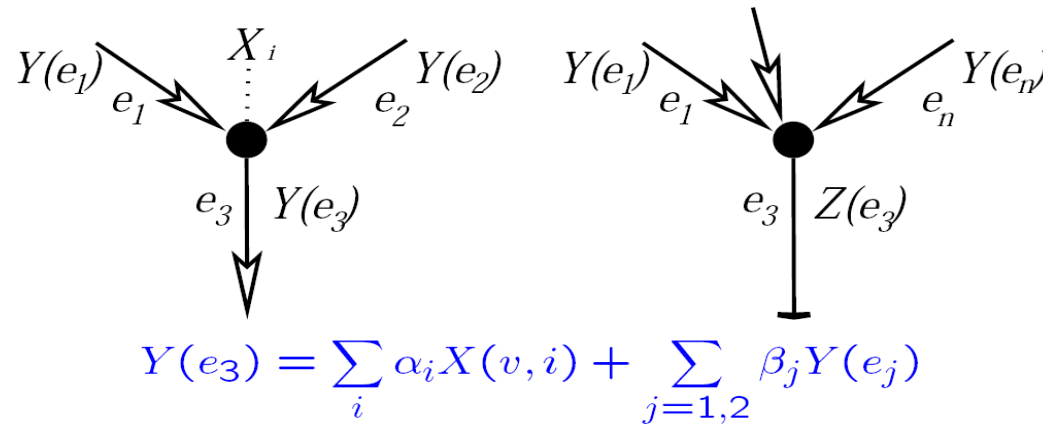 X i
Y(e1) Y(e2) Y(e1) Y(en)
e1 e2 e1 en
e3 Y(e3) e3 Z(e3)
Y(e3) = ∑ αiX(v, i) + ∑ βjY(ej)
i j=1,2